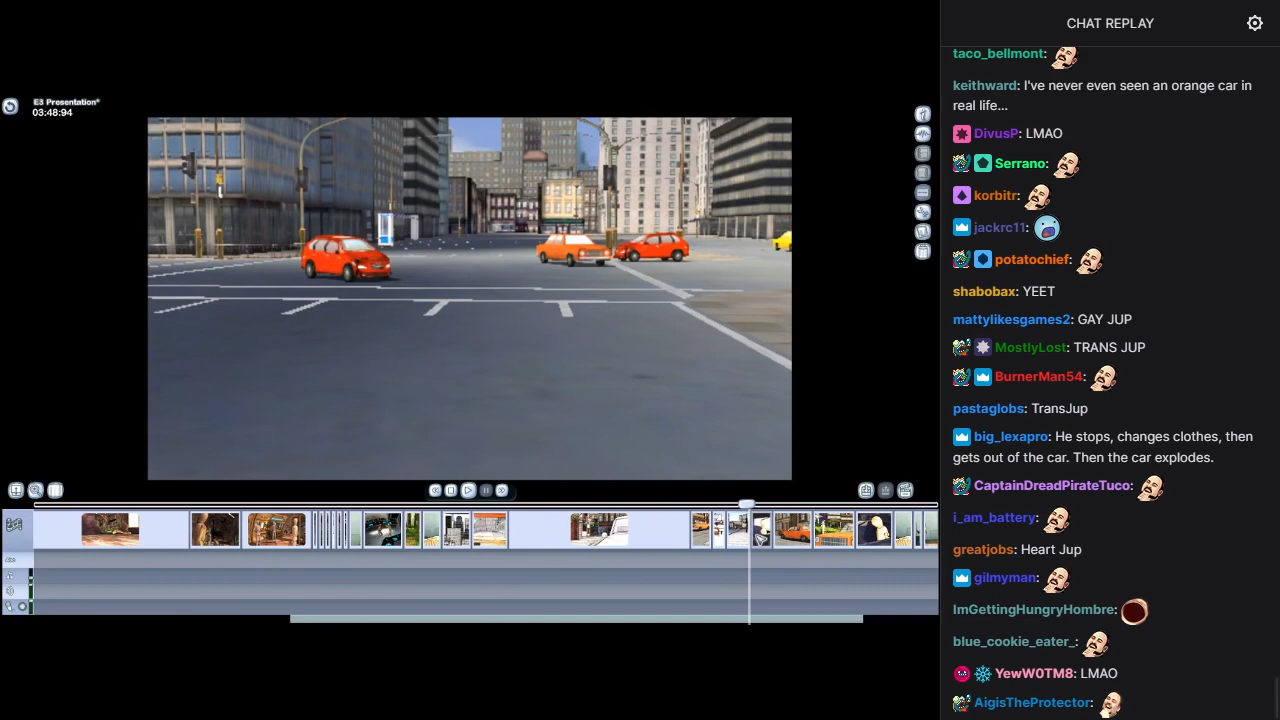 E3 Presentation*
03:48:94
CHAT REPLAY
taco_bellmont:
keithward: I've never even seen an orange car in
real life...
DivusP: LMAO
Serrano:
korbitr:
jackrc11:
potatochief:
shabobax: YEET
mattylikesgames2: GAY JUP
MostlyLost: TRANS JUP
BurnerMan54:
pastaglobs: TransJup
big_lexapro: He stops, changes clothes, then
gets out of the car. Then the car explodes.
CaptainDreadPirateTuco:
i_am_battery:
greatjobs: Heart Jup
gilmyman:
ImGettingHungryHombre:
blue_cookie_eater_:
YewW0TM8: LMAO
AigisTheProtector: